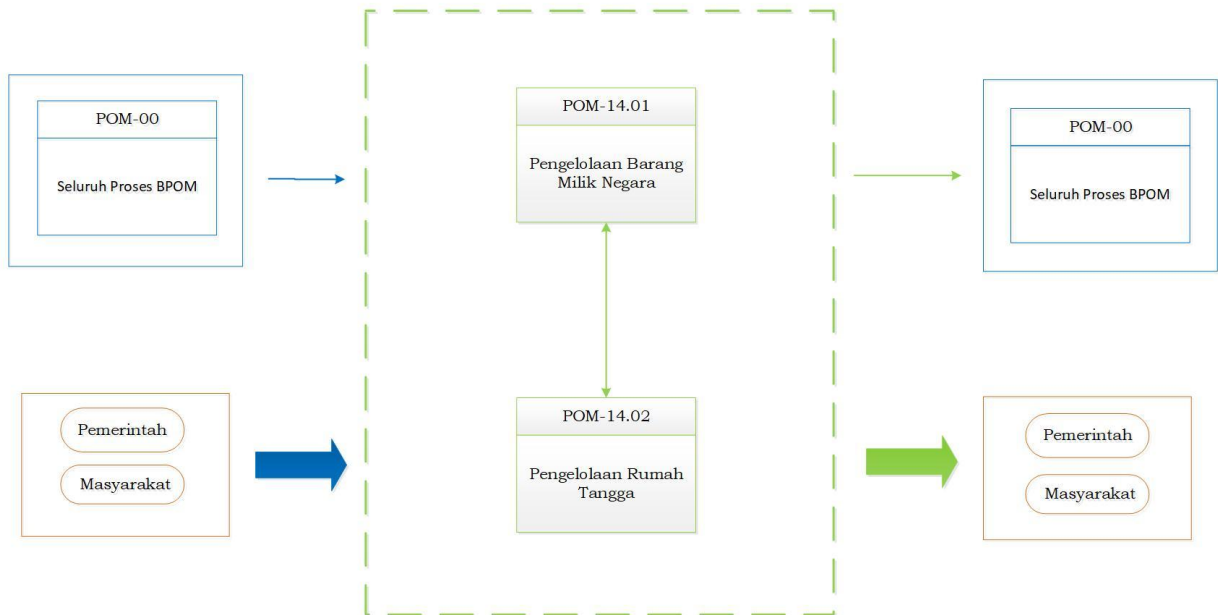 POM-00
Seluruh Proses BPOM
Pemerintah
Masyarakat
POM-14.01
Pengelolaan Barang
Milik Negara
POM-14.02
Pengelolaan Rumah
Tangga
POM-00
Seluruh Proses BPOM
Pemerintah
Masyarakat